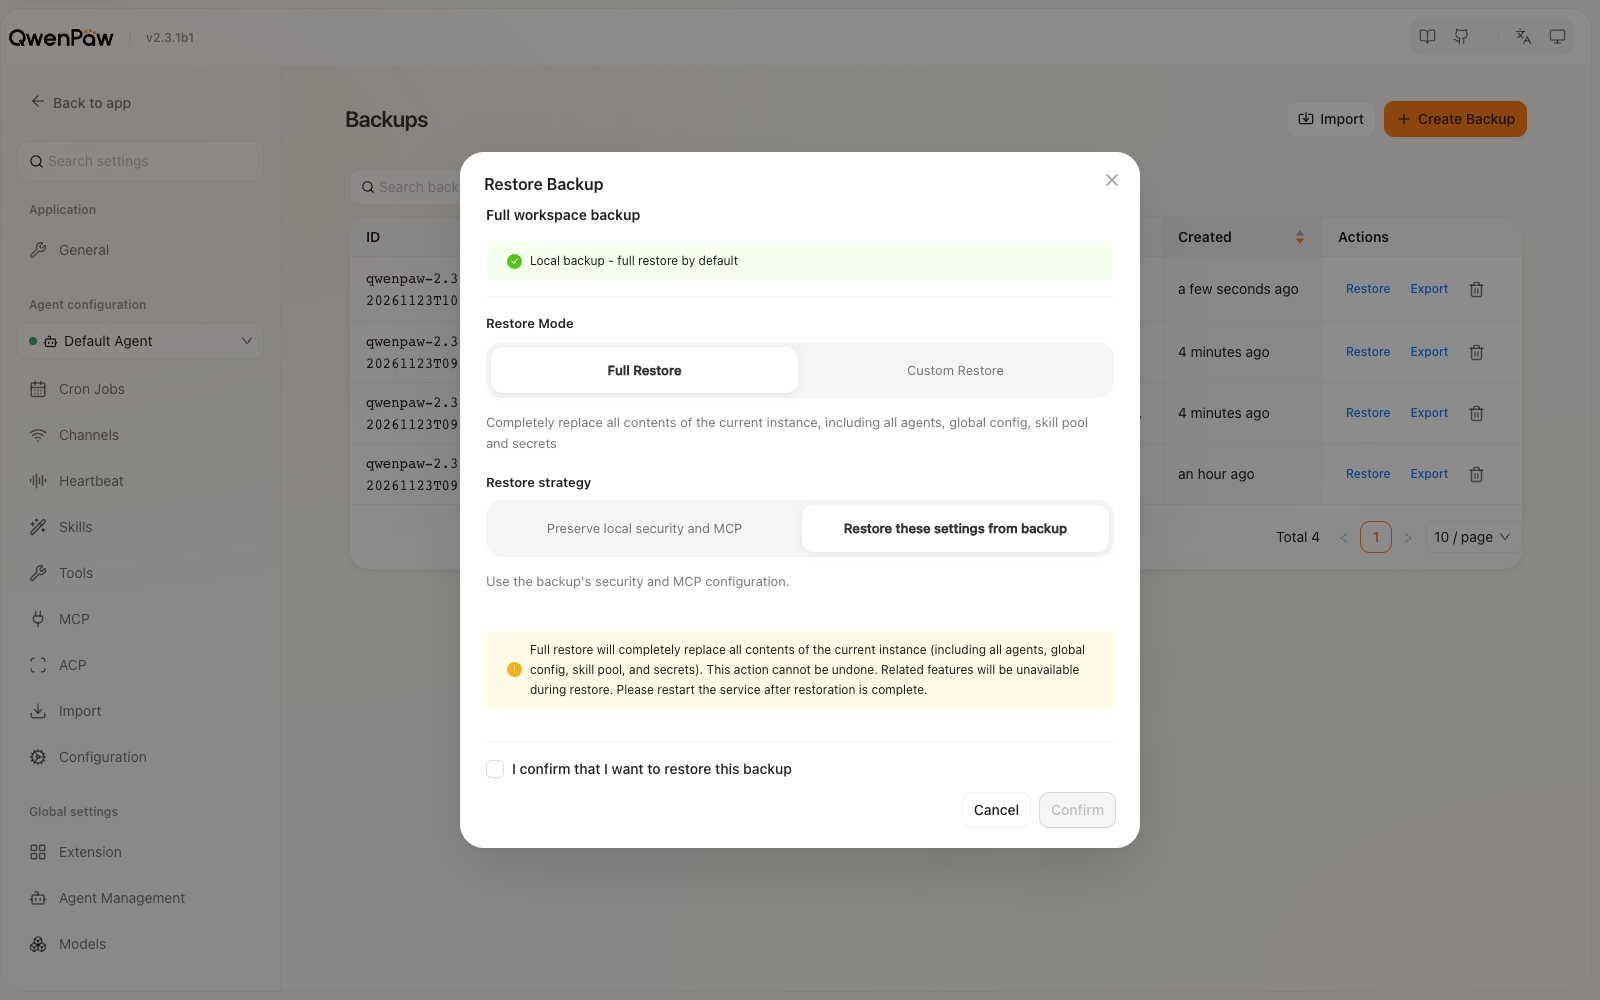 QwenPaw
v2.3.1b1
Back to app
Search settings
Application
General
Agent configuration
Default Agent
Cron Jobs
Channels
Heartbeat
Skills
Tools
MCP
ACP
Import
Configuration
Global settings
Extension
Agent Management
Models
Backups
Import
Create Backup
Search back
ID
Created
Actions
qwenpaw-2.3
20261123T10
a few seconds ago
Restore
Export
qwenpaw-2.3
20261123T09
4 minutes ago
Restore
Export
qwenpaw-2.3
20261123T09
4 minutes ago
Restore
Export
qwenpaw-2.3
20261123T09
an hour ago
Restore
Export
Total 4
1
10 / page
Restore Backup
Full workspace backup
Local backup - full restore by default
Restore Mode
Full Restore
Custom Restore
Completely replace all contents of the current instance, including all agents, global config, skill pool
and secrets
Restore strategy
Preserve local security and MCP
Restore these settings from backup
Use the backup's security and MCP configuration.
Full restore will completely replace all contents of the current instance (including all agents, global
config, skill pool, and secrets). This action cannot be undone. Related features will be unavailable
during restore. Please restart the service after restoration is complete.
I confirm that I want to restore this backup
Cancel
Confirm